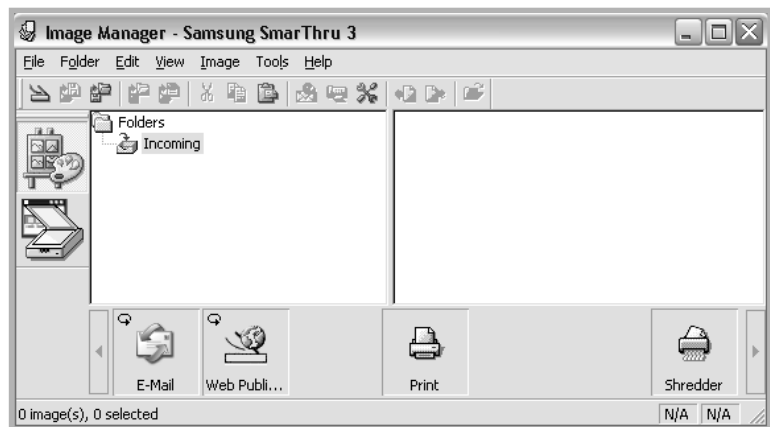 Image Manager - Samsung SmarThru 3
File Folder Edit View Image Tools Help
Folders
Incoming
E-Mail Web Publi... Print Shredder
0 image(s), 0 selected N/A N/A